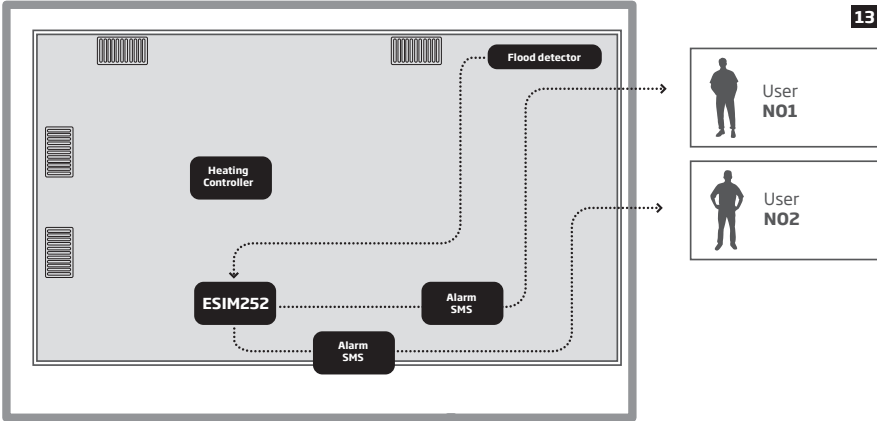 13
Flood detector
User
NO1
Heating
Controller
User
NO2
ESIM252
Alarm
SMS
Alarm
SMS